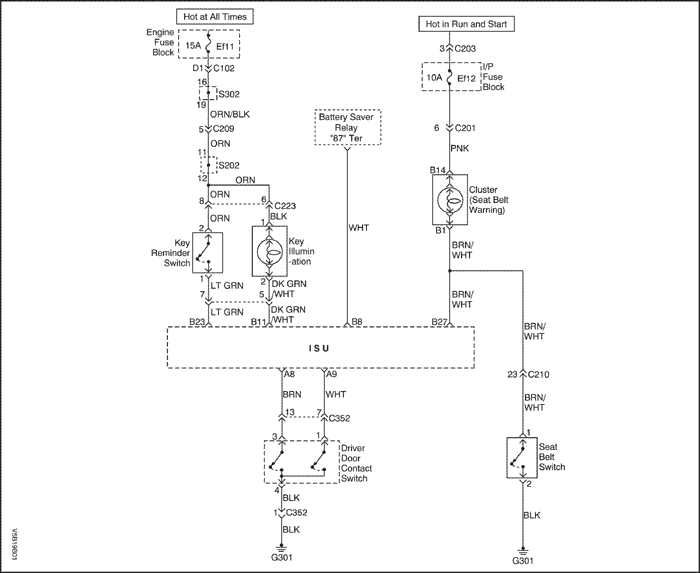 Hot at All Times
Hot in Run and Start
Engine
Fuse
Block
15A
Ef11
3
C203
I/P
Fuse
Block
10A
Ef12
D1
C102
16
S302
19
ORN/BLK
Battery Saver
Relay
"87" Ter
5
C209
6
C201
ORN
PNK
11
S202
12
ORN
B14
ORN
8
6
C223
Cluster
(Seat Belt
Warning)
ORN
BLK
WHT
2
1
B1
Key
Reminder
Switch
Key
Illumin
-ation
BRN/
WHT
1
2
LT GRN
DK GRN
/WHT
7
5
BRN/
WHT
LT GRN
DK GRN
/WHT
B23
B11
B8
B27
BRN/
WHT
ISU
A8
A9
23
C210
BRN
WHT
BRN/
WHT
13
7
C352
3
1
1
Driver
Door
Contact
Switch
Seat
Belt
Switch
4
2
BLK
1
C352
BLK
BLK
G301
G301
V5B19B01